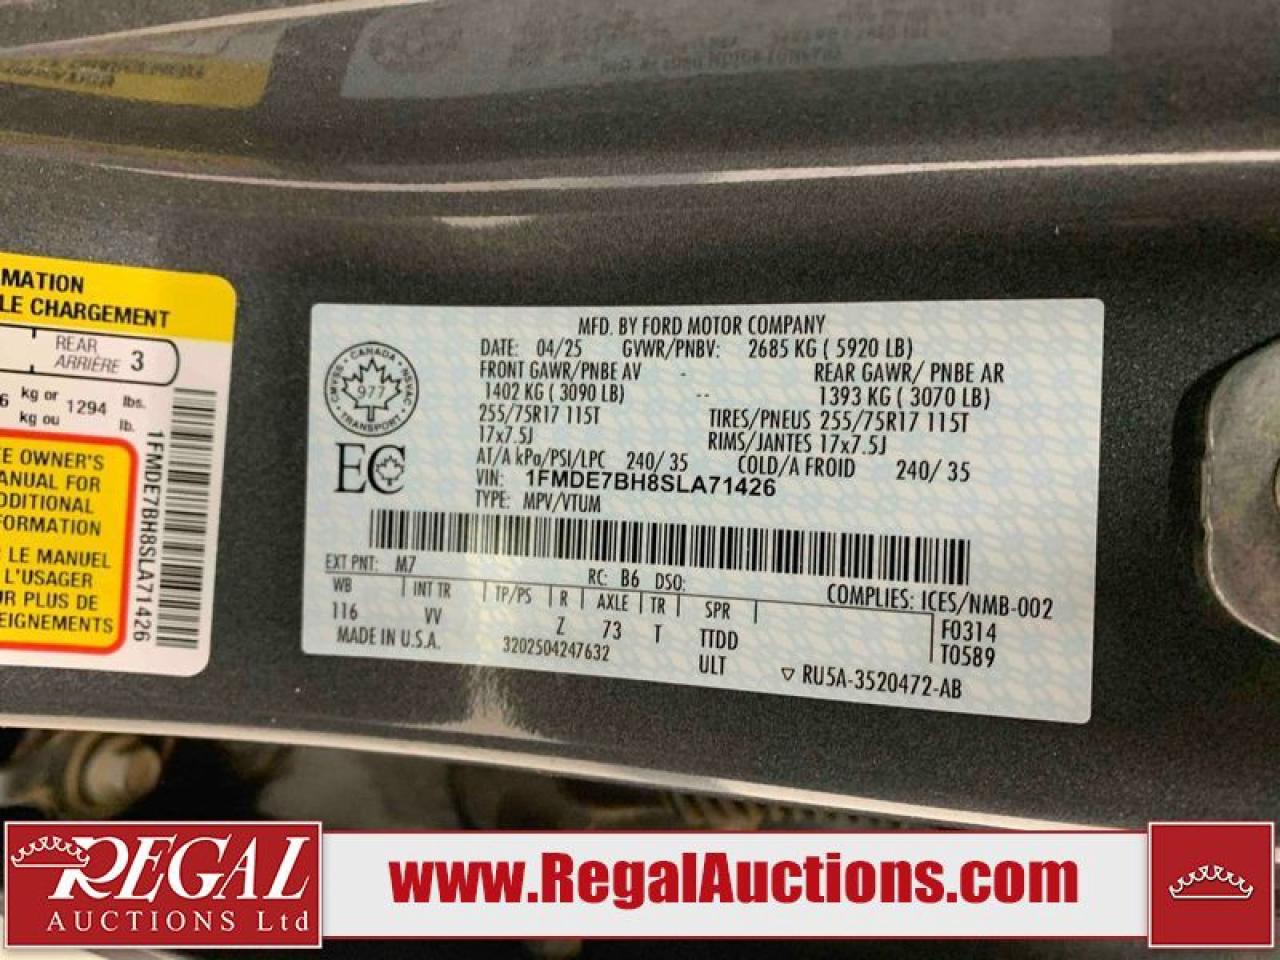 MATION
LE CHARGEMENT
REAR
ARRIÈRE 3
6 kg or 1294 lbs.
kg ou lb.
E OWNER'S
ANUAL FOR
DDITIONAL
FORMATION
LE MANUEL
L'USAGER
R PLUS DE
EIGNEMENTS
1FMDE7BH8SLA71426
MFD. BY FORD MOTOR COMPANY
DATE: 04/25 GVWR/PNBV: 2685 KG ( 5920 LB)
FRONT GAWR/PNBE AV - REAR GAWR/ PNBE AR
1402 KG ( 3090 LB) -- 1393 KG ( 3070 LB)
255/75R17 115T TIRES/PNEUS 255/75R17 115T
17x7.5J RIMS/JANTES 17x7.5J
AT/A kPa/PSI/LPC 240/ 35 COLD/A FROID 240/ 35
VIN: 1FMDE7BH8SLA71426
TYPE: MPV/VTUM
CANADA
CMVSS NSVAC
977
TRANSPORT
EC
EXT PNT: M7 RC: B6 DSO:
COMPLIES: ICES/NMB-002
WB INT TR TP/PS R AXLE TR SPR F0314
116 VV Z 73 T TTDD T0589
MADE IN U.S.A. 3202504247632 ULT ▽ RU5A-3520472-AB
REGAL
AUCTIONS Ltd
www.RegalAuctions.com